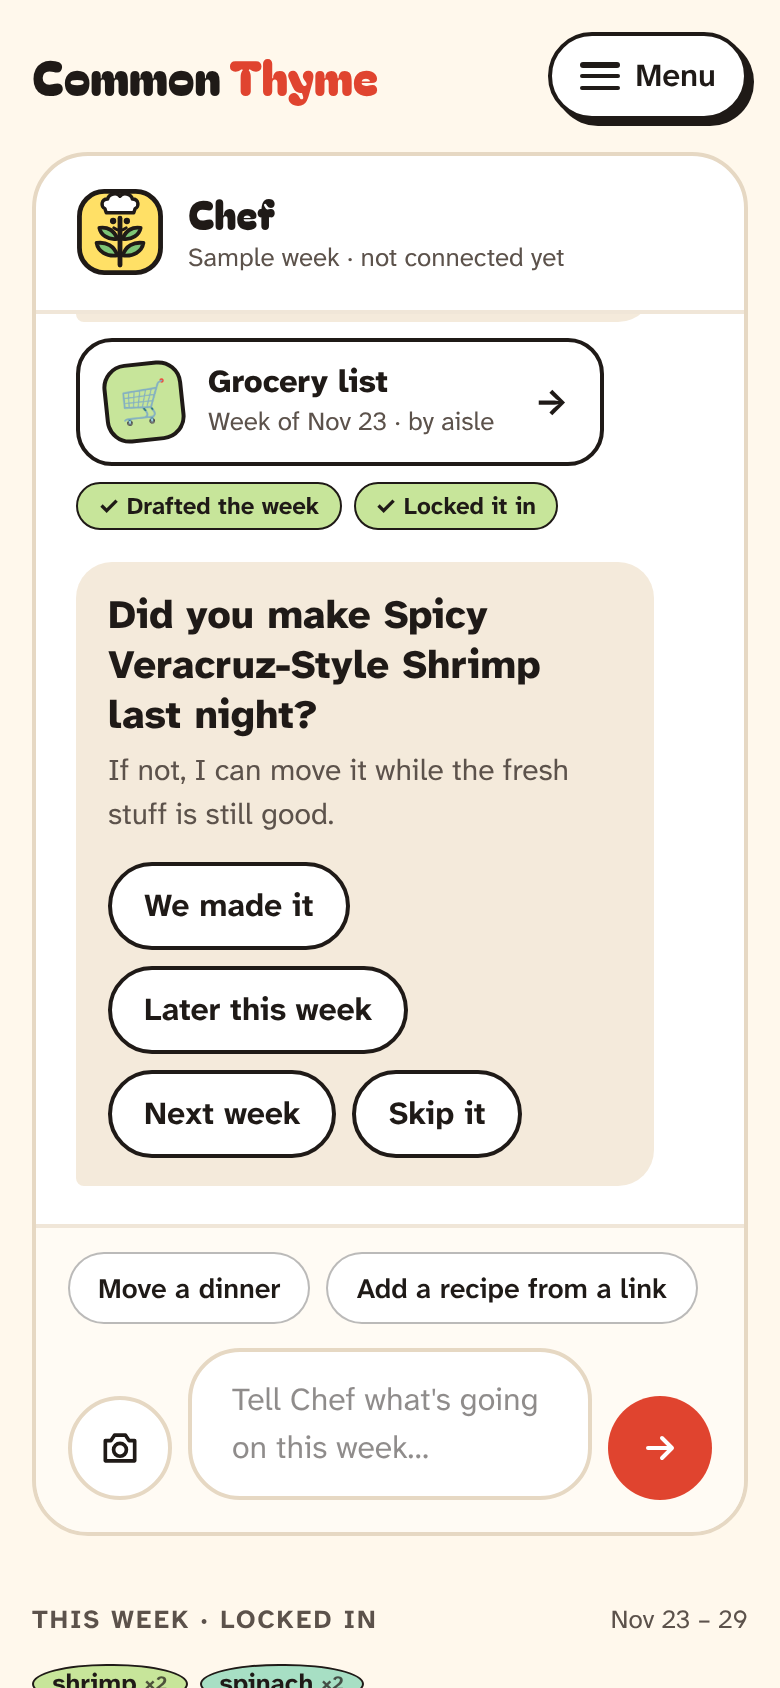 Common Thyme
Menu
Chef
Sample week · not connected yet
Grocery list
Week of Nov 23 · by aisle
→
✓ Drafted the week
✓ Locked it in
Did you make Spicy
Veracruz-Style Shrimp
last night?
If not, I can move it while the fresh
stuff is still good.
We made it
Later this week
Next week
Skip it
Move a dinner
Add a recipe from a link
Tell Chef what's going
on this week...
→
THIS WEEK · LOCKED IN
Nov 23 – 29
shrimp ×2
spinach ×2